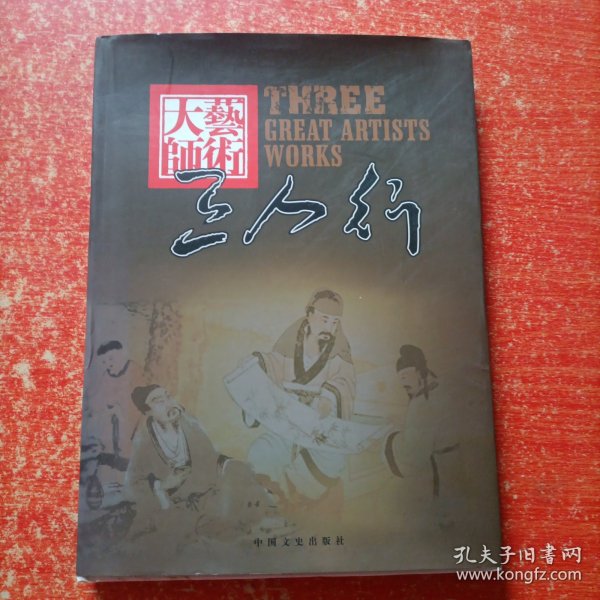 藝術
大師
THREE
GREAT ARTISTS
WORKS
三人行
中国文史出版社
孔夫子旧书网
www.kongfz.com